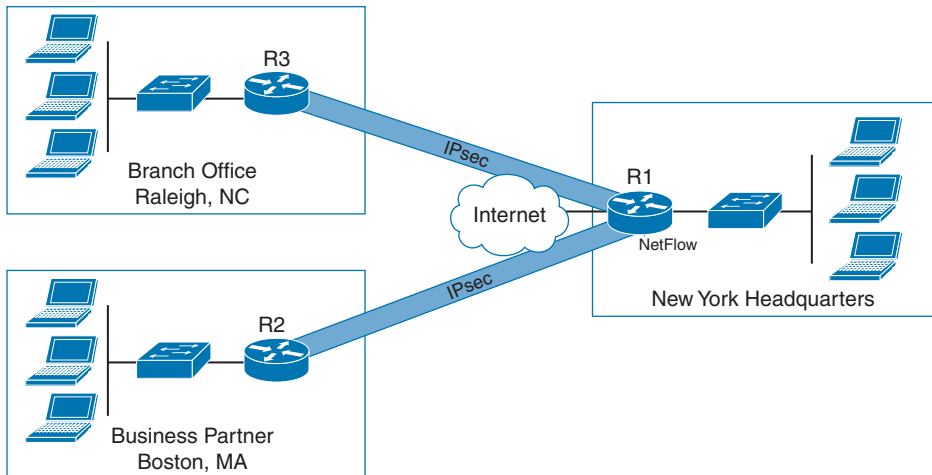 R3
Branch Office
Raleigh, NC
IPsec
Internet
R1
NetFlow
New York Headquarters
IPsec
R2
Business Partner
Boston, MA